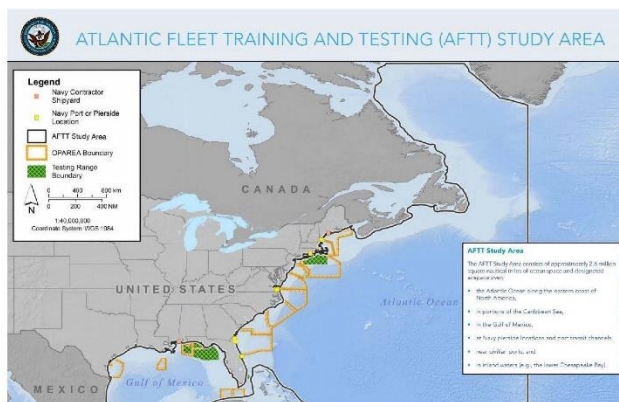 ATLANTIC FLEET TRAINING AND TESTING (AFTT) STUDY AREA
Legend
Navy Contractor
Shipyard
Navy Port or Pierside
Location
AFTT Study Area
OPAREA Boundary
Testing Range
Boundary
0 400 800 km
0 200 400 NM
N
1:40,000,000
Coordinate System: WGS 1984
CANADA
UNITED STATES
Atlantic Ocean
Gulf of Mexico
MEXICO
AFTT Study Area
The AFTT Study Area consists of approximately 2.6 million
square nautical miles of ocean space and designated
airspace over:
• the Atlantic Ocean along the eastern coast of
North America,
• in portions of the Caribbean Sea,
• in the Gulf of Mexico,
• at Navy pierside locations and port transit channels,
• near civilian ports, and
• in inland waters (e.g., the lower Chesapeake Bay).